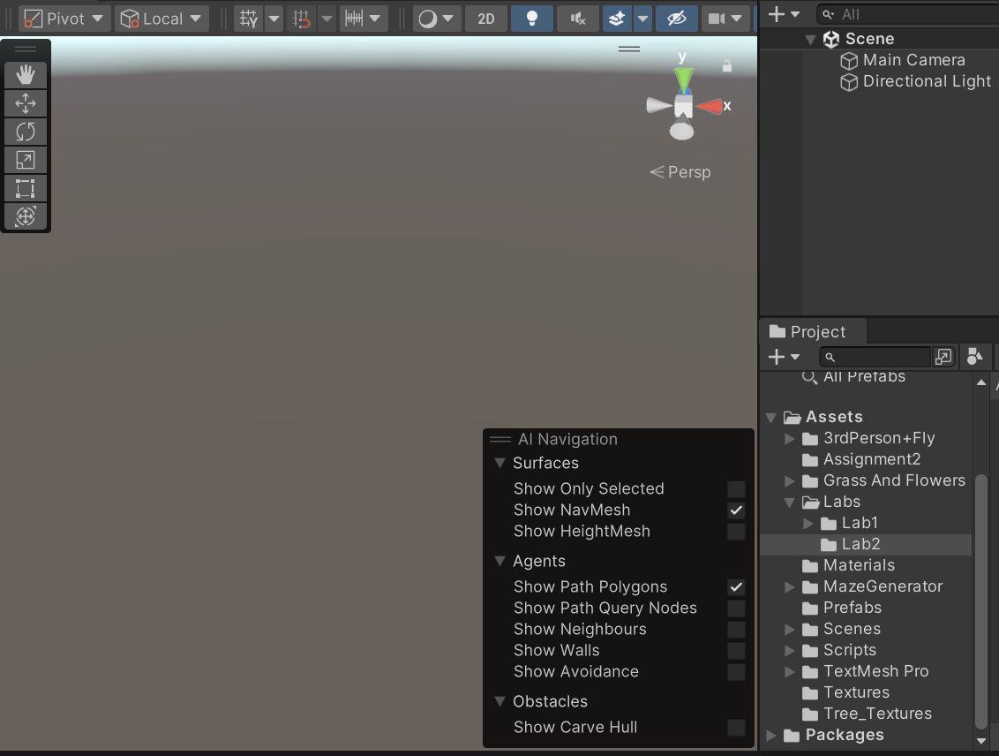 Pivot
Local
2D
All
Scene
Main Camera
Directional Light
y
x
Persp
Project
All Prefabs
Assets
3rdPerson+Fly
Assignment2
Grass And Flowers
Labs
Lab1
Lab2
Materials
MazeGenerator
Prefabs
Scenes
Scripts
TextMesh Pro
Textures
Tree_Textures
Packages
AI Navigation
Surfaces
Show Only Selected
Show NavMesh
Show HeightMesh
Agents
Show Path Polygons
Show Path Query Nodes
Show Neighbours
Show Walls
Show Avoidance
Obstacles
Show Carve Hull